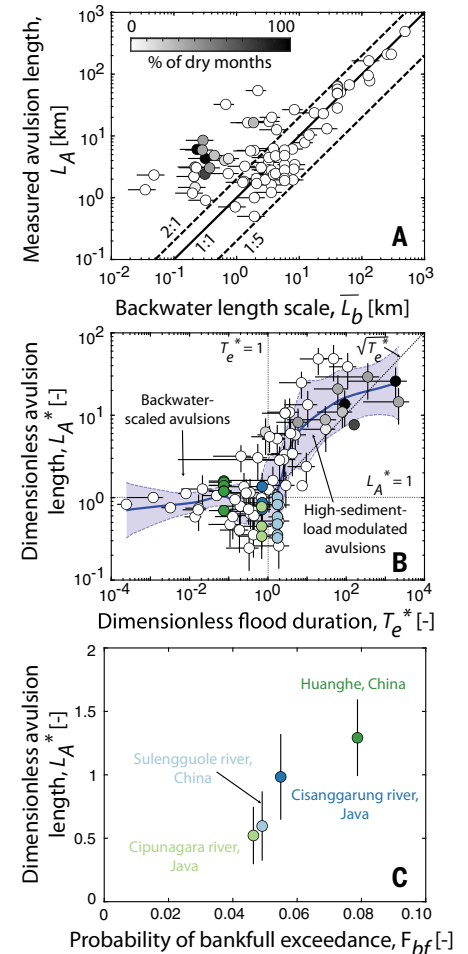 10³
0 100
% of dry months
10²
10¹
10⁰
10⁻¹
Measured avulsion length,
L_A [km]
2:1
1:1
1:5
A
10⁻² 10⁻¹ 10⁰ 10¹ 10² 10³
Backwater length scale, L̅_b [km]
10²
T_e* = 1
√T_e*
Backwater-
scaled avulsions
10¹
10⁰
10⁻¹
Dimensionless avulsion
length, L_A* [-]
L_A* = 1
High-sediment-
load modulated
avulsions
B
10⁻⁴ 10⁻² 10⁰ 10² 10⁴
Dimensionless flood duration, T_e* [-]
2
1.5
1
0.5
0
Dimensionless avulsion
length, L_A* [-]
Huanghe, China
Sulengguole river,
China
Cisanggarung river,
Java
Cipunagara river,
Java
C
0 0.02 0.04 0.06 0.08 0.10
Probability of bankfull exceedance, F_bf [-]